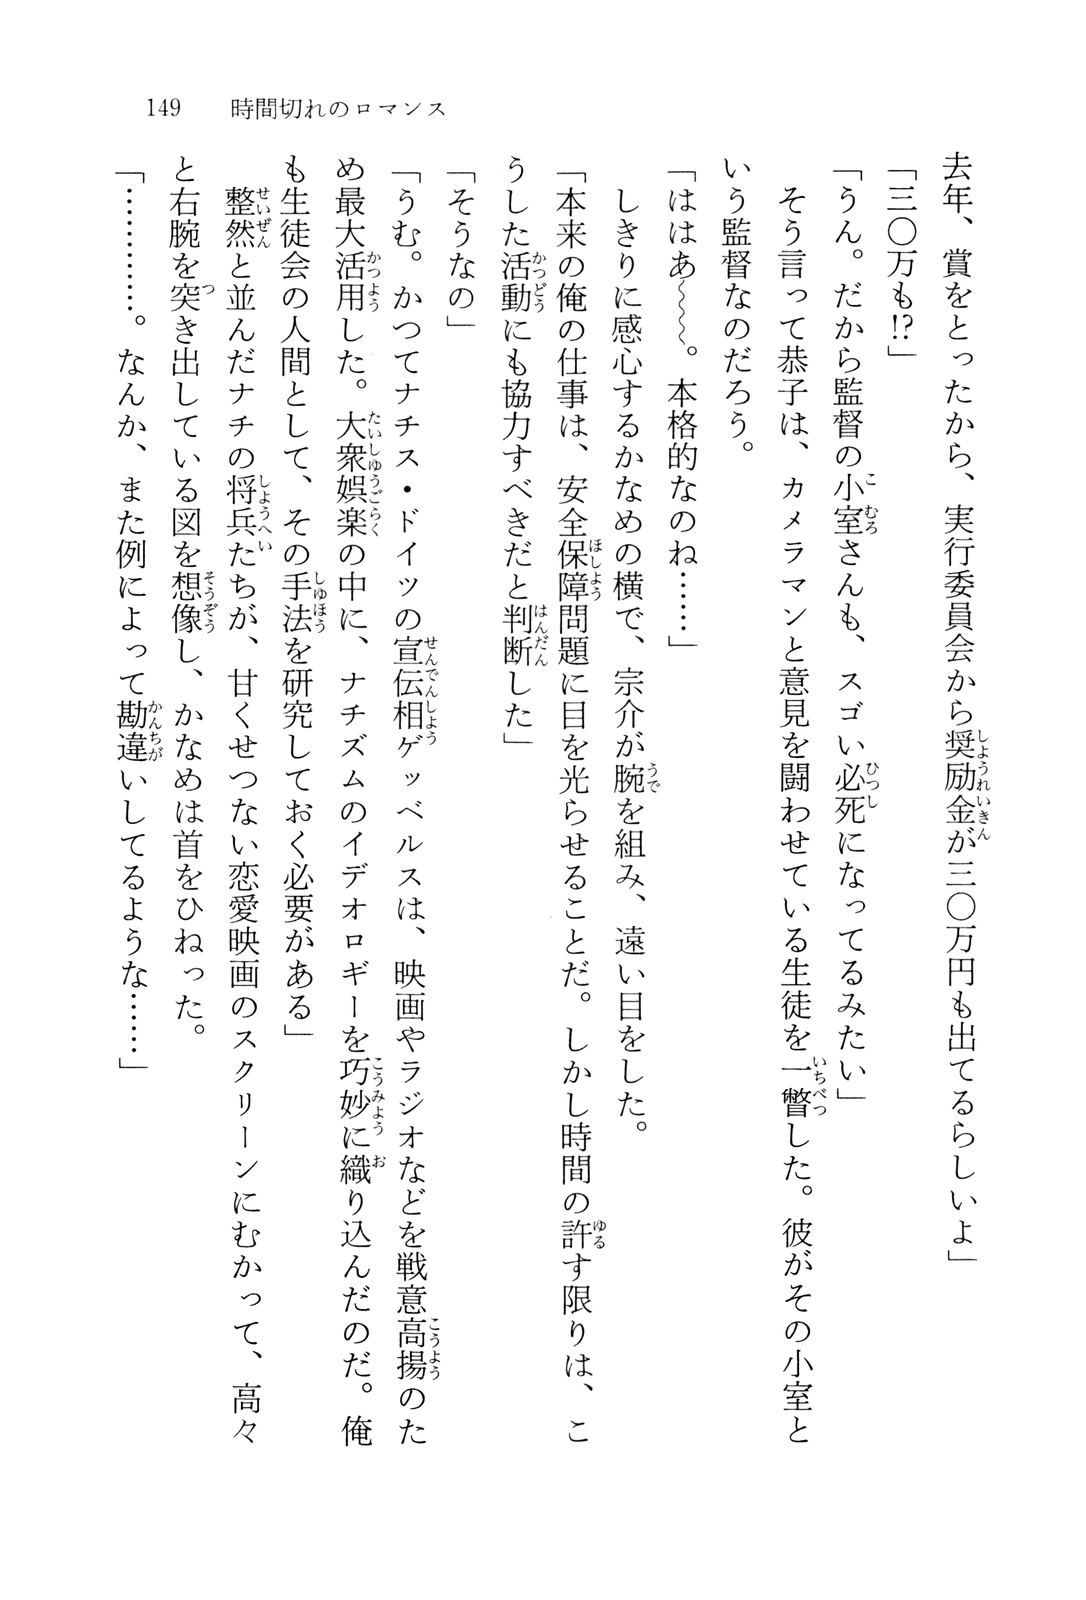 149　時間切れのロマンス
去年、賞をとったから、実行委員会から奨励金が三〇万円も出てるらしいよ」
「三〇万も!?」
「うん。だから監督の小室さんも、スゴい必死になってるみたい」
　そう言って恭子は、カメラマンと意見を闘わせている生徒を一瞥した。彼がその小室と
いう監督なのだろう。
「ははあ～～～。本格的なのね……」
　しきりに感心するかなめの横で、宗介が腕を組み、遠い目をした。
「本来の俺の仕事は、安全保障問題に目を光らせることだ。しかし時間の許す限りは、こ
うした活動にも協力すべきだと判断した」
「そうなの」
「うむ。かつてナチス・ドイツの宣伝相ゲッベルスは、映画やラジオなどを戦意高揚のた
め最大活用した。大衆娯楽の中に、ナチズムのイデオロギーを巧妙に織り込んだのだ。俺
も生徒会の人間として、その手法を研究しておく必要がある」
　整然と並んだナチの将兵たちが、甘くせつない恋愛映画のスクリーンにむかって、高々
と右腕を突き出している図を想像し、かなめは首をひねった。
「…………。なんか、また例によって勘違いしてるような……」